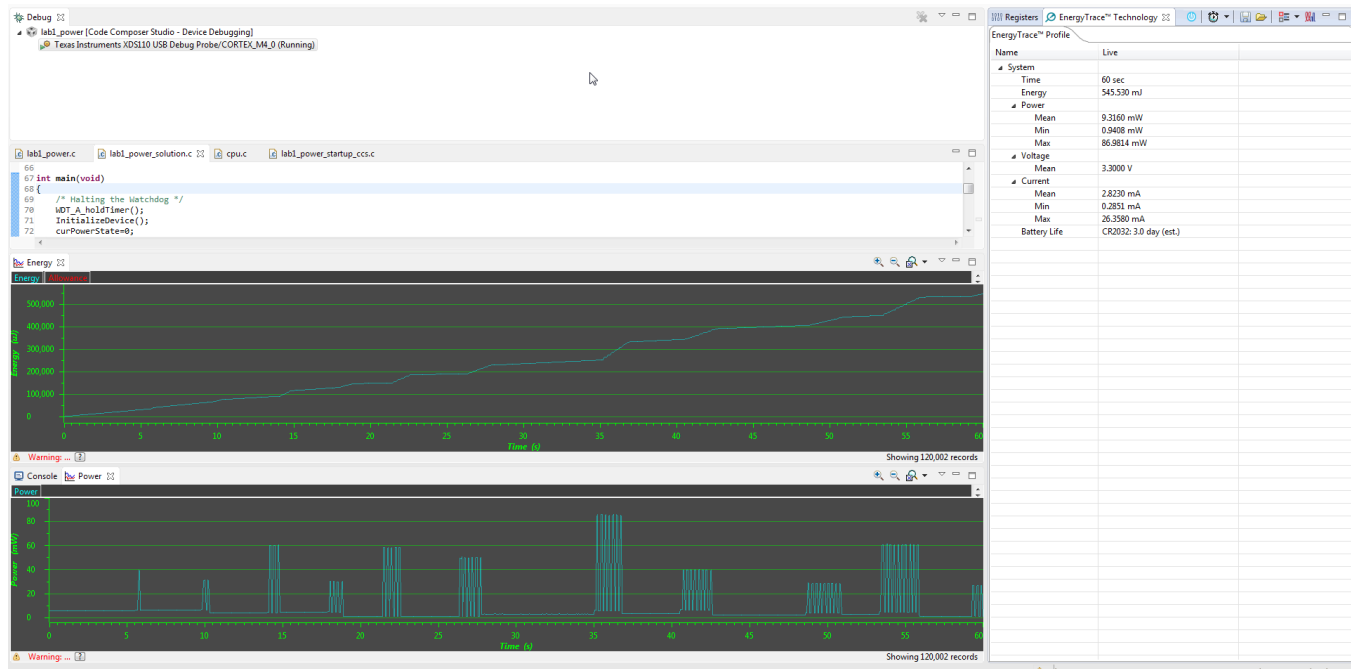 Debug
lab1_power [Code Composer Studio - Device Debugging]
Texas Instruments XDS110 USB Debug Probe/CORTEX_M4_0 (Running)
lab1_power.c lab1_power_solution.c cpu.c lab1_power_startup_ccs.c
66
67 int main(void)
68 {
69 /* Halting the Watchdog */
70 WDT_A_holdTimer();
71 InitializeDevice();
72 curPowerState=0;
Energy
Energy Allowance
500,000
400,000
300,000
200,000
100,000
0
Energy (uJ)
0 5 10 15 20 25 30 35 40 45 50 55 60
Time (s)
Warning: ... Showing 120,002 records
Console Power
Power
100
80
60
40
20
0
Power (mW)
0 5 10 15 20 25 30 35 40 45 50 55 60
Time (s)
Warning: ... Showing 120,002 records
Registers EnergyTrace™ Technology
EnergyTrace™ Profile
Name Live
System
Time 60 sec
Energy 545.530 mJ
Power
Mean 9.3160 mW
Min 0.9408 mW
Max 86.9814 mW
Voltage
Mean 3.3000 V
Current
Mean 2.8230 mA
Min 0.2851 mA
Max 26.3580 mA
Battery Life CR2032: 3.0 day (est.)